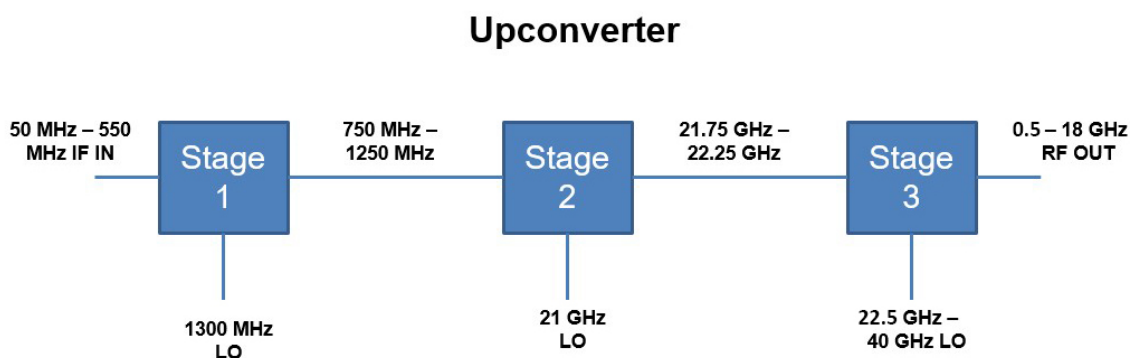 Upconverter
50 MHz – 550
MHz IF IN
Stage
1
750 MHz –
1250 MHz
Stage
2
21.75 GHz –
22.25 GHz
Stage
3
0.5 – 18 GHz
RF OUT
1300 MHz
LO
21 GHz
LO
22.5 GHz –
40 GHz LO